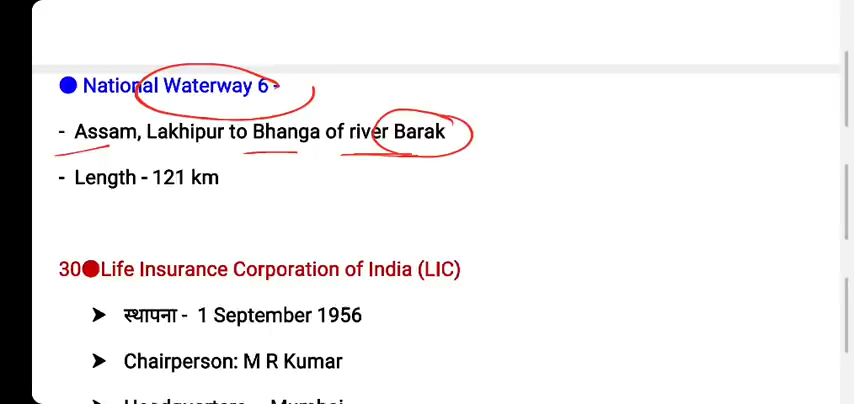 ● National Waterway 6 -
- Assam, Lakhipur to Bhanga of river Barak
- Length - 121 km
30●Life Insurance Corporation of India (LIC)
➤ स्थापना - 1 September 1956
➤ Chairperson: M R Kumar